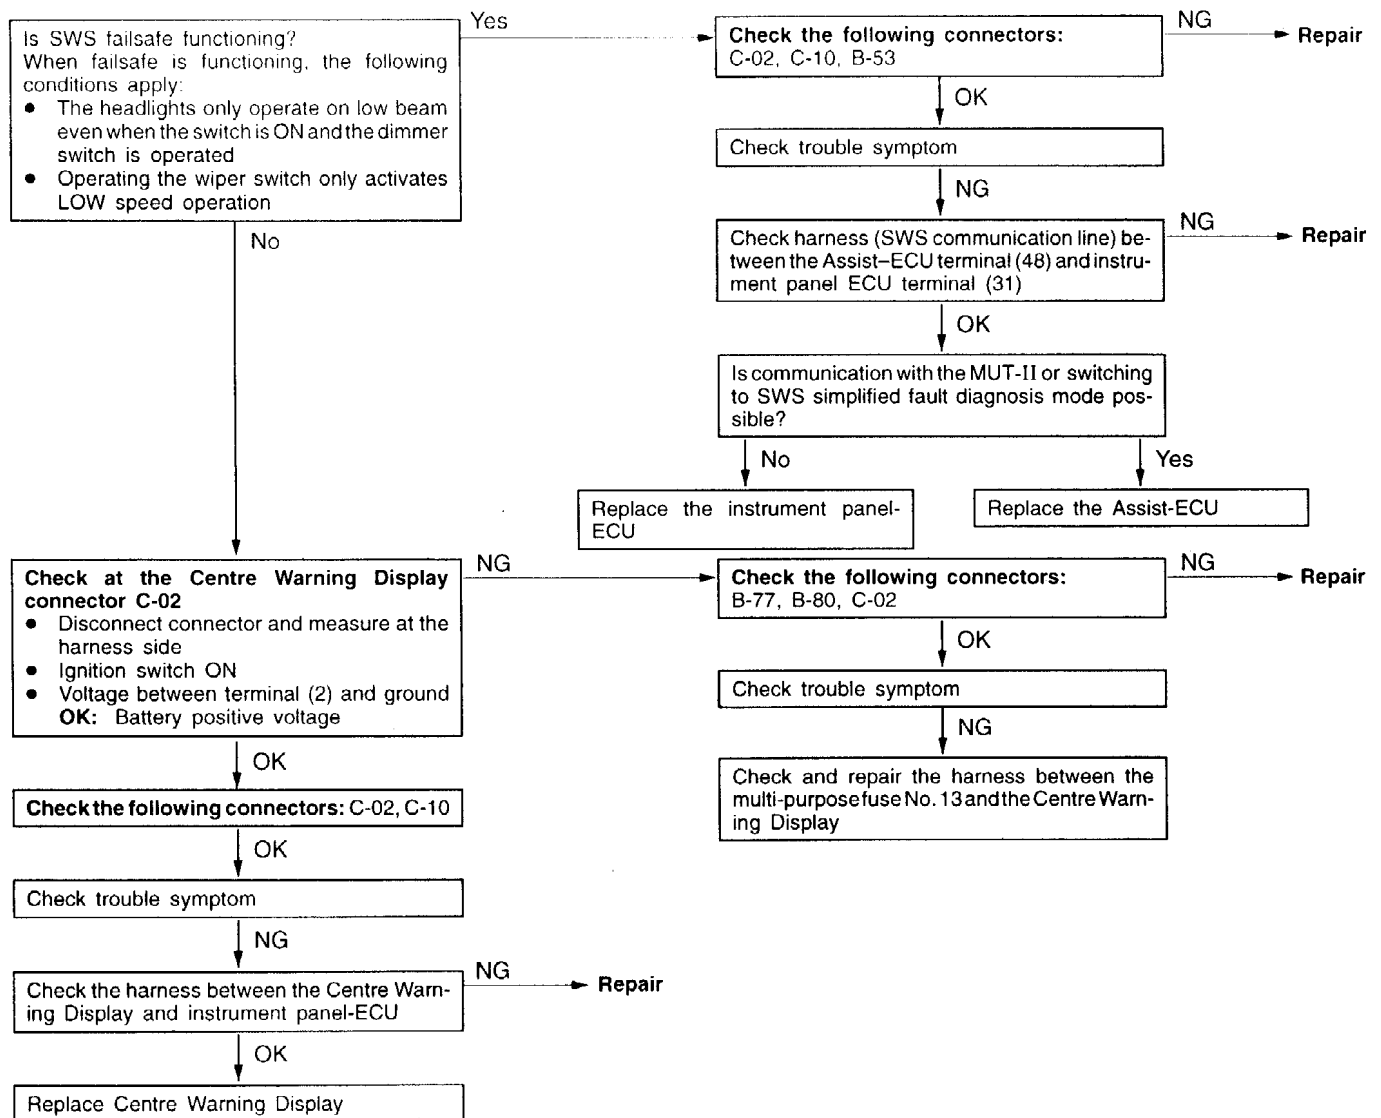 Is SWS failsafe functioning?
When failsafe is functioning, the following
conditions apply:
● The headlights only operate on low beam
even when the switch is ON and the dimmer
switch is operated
● Operating the wiper switch only activates
LOW speed operation
Yes
Check the following connectors:
C-02, C-10, B-53
NG
Repair
OK
Check trouble symptom
NG
Check harness (SWS communication line) be-
tween the Assist–ECU terminal (48) and instru-
ment panel ECU terminal (31)
NG
Repair
OK
Is communication with the MUT-II or switching
to SWS simplified fault diagnosis mode pos-
sible?
No
Yes
Replace the instrument panel-
ECU
Replace the Assist-ECU
No
Check at the Centre Warning Display
connector C-02
● Disconnect connector and measure at the
harness side
● Ignition switch ON
● Voltage between terminal (2) and ground
OK: Battery positive voltage
NG
Check the following connectors:
B-77, B-80, C-02
NG
Repair
OK
Check trouble symptom
NG
Check and repair the harness between the
multi-purpose fuse No. 13 and the Centre Warn-
ing Display
OK
Check the following connectors: C-02, C-10
OK
Check trouble symptom
NG
Check the harness between the Centre Warn-
ing Display and instrument panel-ECU
NG
Repair
OK
Replace Centre Warning Display